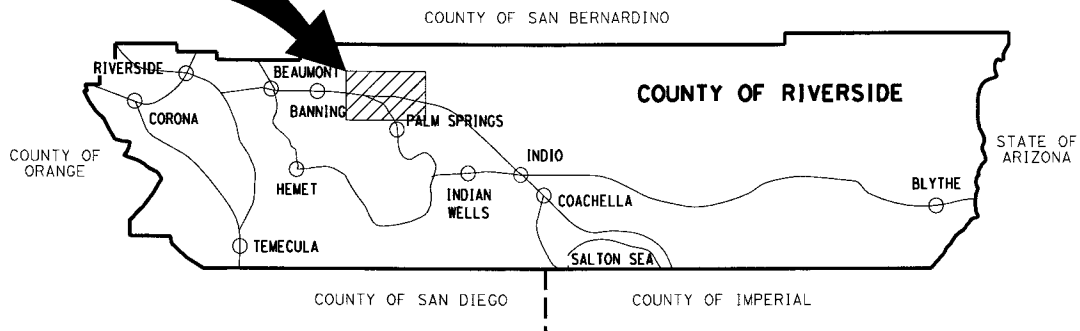 COUNTY OF SAN BERNARDINO
RIVERSIDE
BEAUMONT
BANNING
COUNTY OF RIVERSIDE
CORONA
PALM SPRINGS
COUNTY OF
ORANGE
STATE OF
ARIZONA
HEMET
INDIAN
WELLS
INDIO
COACHELLA
BLYTHE
TEMECULA
SALTON SEA
COUNTY OF SAN DIEGO
COUNTY OF IMPERIAL